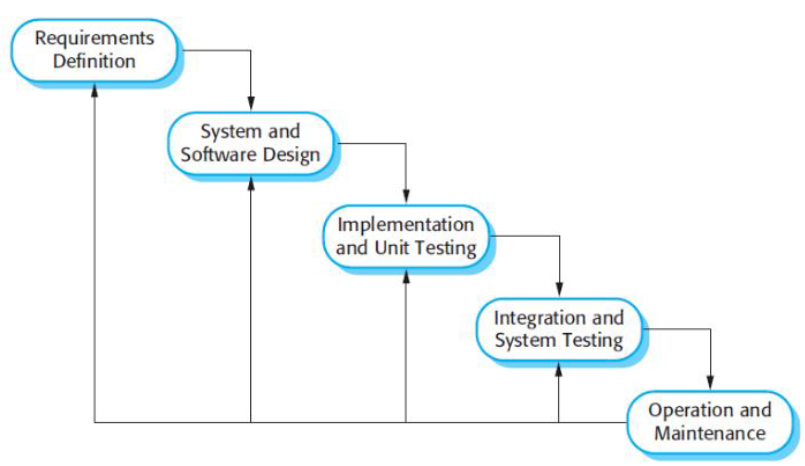 Requirements
Definition
System and
Software Design
Implementation
and Unit Testing
Integration and
System Testing
Operation and
Maintenance